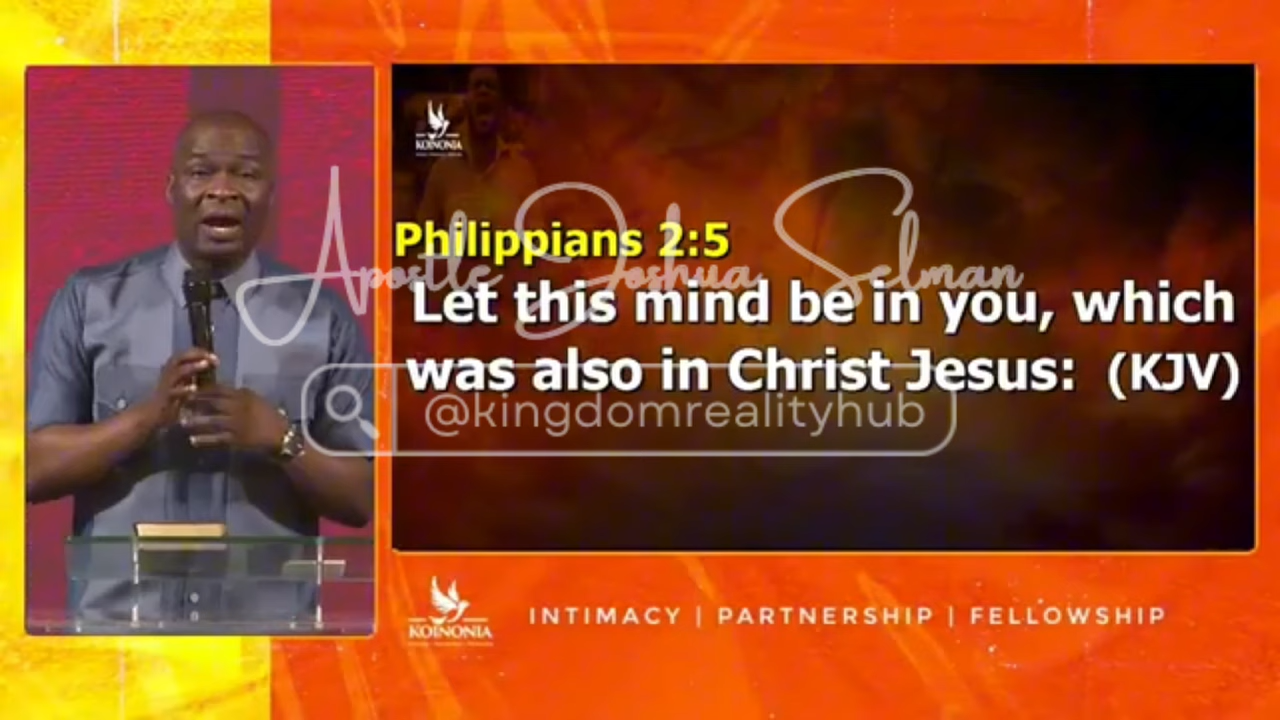 KOINONIA
Apostle Joshua Selman
Philippians 2:5
Let this mind be in you, which
was also in Christ Jesus: (KJV)
@kingdomrealityhub
KOINONIA
INTIMACY | PARTNERSHIP | FELLOWSHIP